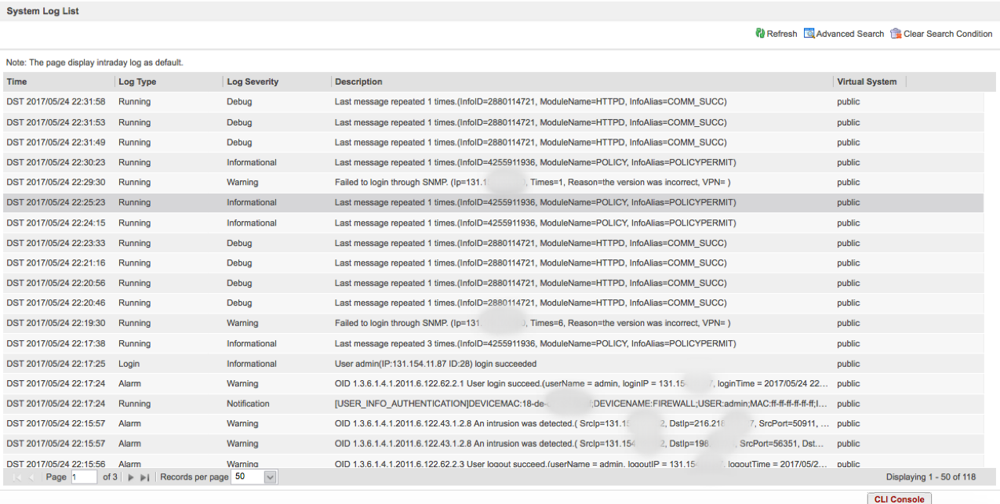 System Log List
Refresh Advanced Search Clear Search Condition
Note: The page display intraday log as default.
Time Log Type Log Severity Description Virtual System
DST 2017/05/24 22:31:58 Running Debug Last message repeated 1 times.(InfoID=2880114721, ModuleName=HTTPD, InfoAlias=COMM_SUCC) public
DST 2017/05/24 22:31:53 Running Debug Last message repeated 1 times.(InfoID=2880114721, ModuleName=HTTPD, InfoAlias=COMM_SUCC) public
DST 2017/05/24 22:31:49 Running Debug Last message repeated 1 times.(InfoID=2880114721, ModuleName=HTTPD, InfoAlias=COMM_SUCC) public
DST 2017/05/24 22:30:23 Running Informational Last message repeated 1 times.(InfoID=4255911936, ModuleName=POLICY, InfoAlias=POLICYPERMIT) public
DST 2017/05/24 22:29:30 Running Warning Failed to login through SNMP. (Ip=131.1 , Times=1, Reason=the version was incorrect, VPN= ) public
DST 2017/05/24 22:25:23 Running Informational Last message repeated 1 times.(InfoID=4255911936, ModuleName=POLICY, InfoAlias=POLICYPERMIT) public
DST 2017/05/24 22:24:15 Running Informational Last message repeated 1 times.(InfoID=4255911936, ModuleName=POLICY, InfoAlias=POLICYPERMIT) public
DST 2017/05/24 22:23:33 Running Debug Last message repeated 1 times.(InfoID=2880114721, ModuleName=HTTPD, InfoAlias=COMM_SUCC) public
DST 2017/05/24 22:21:16 Running Debug Last message repeated 1 times.(InfoID=2880114721, ModuleName=HTTPD, InfoAlias=COMM_SUCC) public
DST 2017/05/24 22:20:56 Running Debug Last message repeated 1 times.(InfoID=2880114721, ModuleName=HTTPD, InfoAlias=COMM_SUCC) public
DST 2017/05/24 22:20:46 Running Debug Last message repeated 1 times.(InfoID=2880114721, ModuleName=HTTPD, InfoAlias=COMM_SUCC) public
DST 2017/05/24 22:19:30 Running Warning Failed to login through SNMP. (Ip=131. , Times=6, Reason=the version was incorrect, VPN= ) public
DST 2017/05/24 22:17:38 Running Informational Last message repeated 3 times.(InfoID=4255911936, ModuleName=POLICY, InfoAlias=POLICYPERMIT) public
DST 2017/05/24 22:17:25 Login Informational User admin(IP:131.154.11.87 ID:28) login succeeded public
DST 2017/05/24 22:17:24 Alarm Warning OID 1.3.6.1.4.1.2011.6.122.62.2.1 User login succeed.(userName = admin, loginIP = 131.15 7, loginTime = 2017/05/24 22... public
DST 2017/05/24 22:17:24 Running Notification [USER_INFO_AUTHENTICATION]DEVICEMAC:18-de- ;DEVICENAME:FIREWALL;USER:admin;MAC:ff-ff-ff-ff-ff-ff;I... public
DST 2017/05/24 22:15:57 Alarm Warning OID 1.3.6.1.4.1.2011.6.122.43.1.2.8 An intrusion was detected.( SrcIp=131.15 2, DstIp=216.218 7, SrcPort=50911, ... public
DST 2017/05/24 22:15:57 Alarm Warning OID 1.3.6.1.4.1.2011.6.122.43.1.2.8 An intrusion was detected.( SrcIp=131.154 2, DstIp=198. , SrcPort=56351, Dst... public
DST 2017/05/24 22:15:56 Alarm Warning OID 1.3.6.1.4.1.2011.6.122.62.2.3 User logout succeed.(userName = admin, logoutIP = 131.15 , logoutTime = 2017/05/2... public
Page 1 of 3 Records per page 50 Displaying 1 - 50 of 118
CLI Console